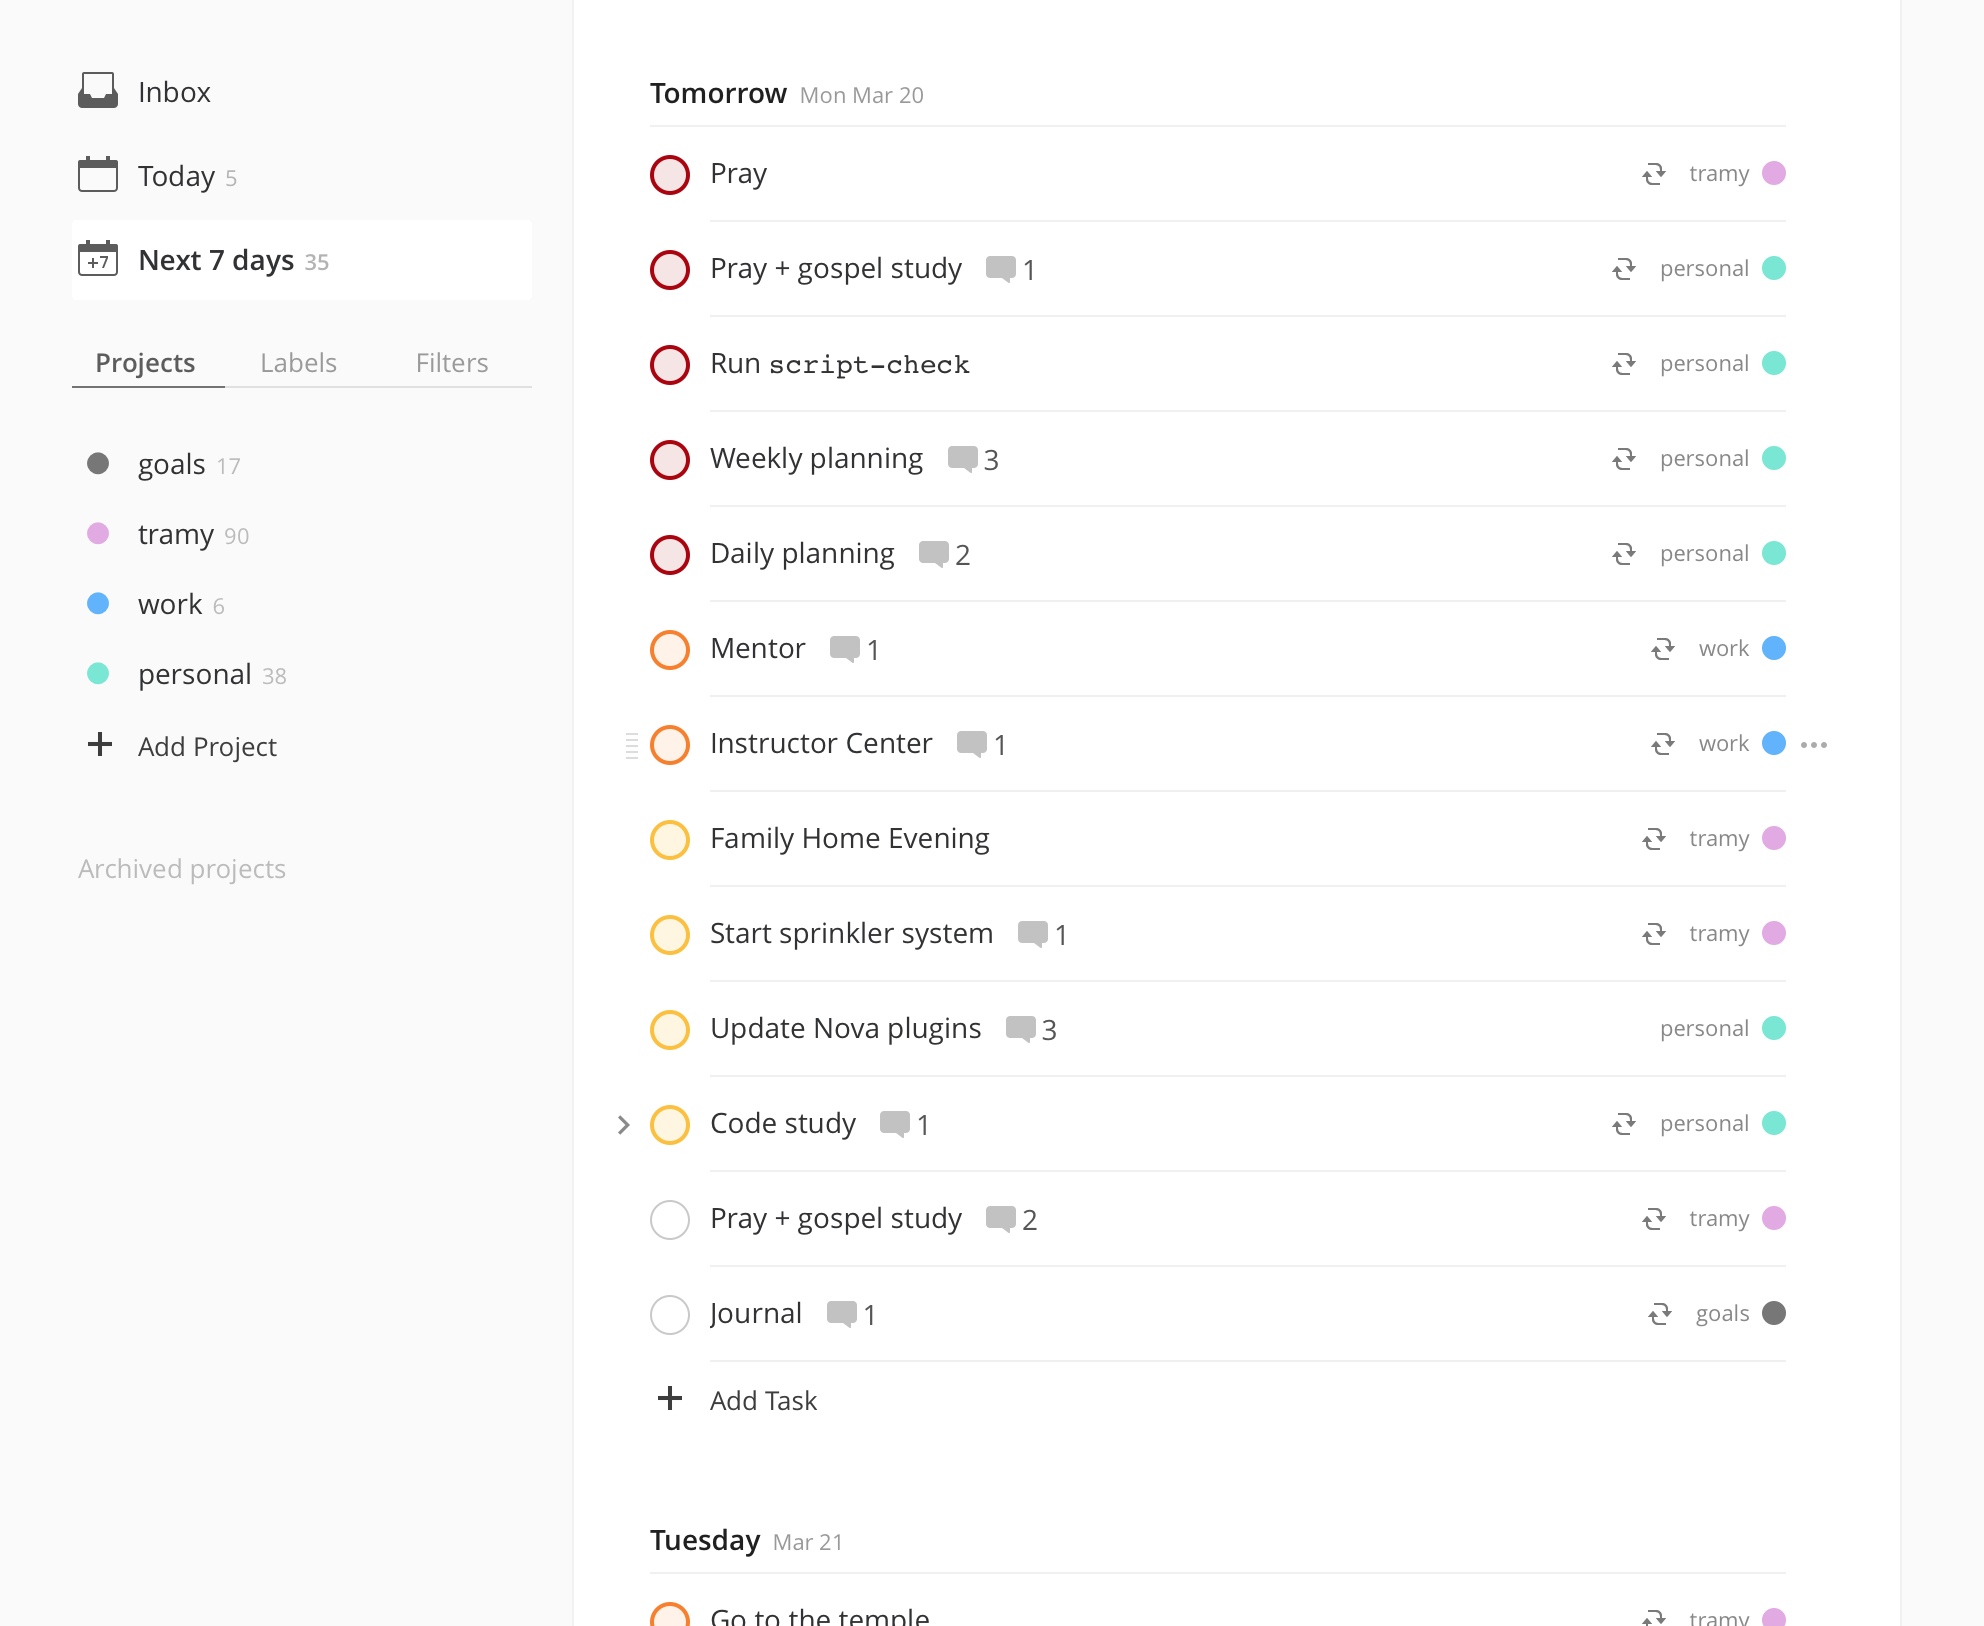 Inbox
Today 5
+7 Next 7 days 35
Projects Labels Filters
goals 17
tramy 90
work 6
personal 38
Add Project
Archived projects
Tomorrow Mon Mar 20
Pray tramy
Pray + gospel study 1 personal
Run script-check personal
Weekly planning 3 personal
Daily planning 2 personal
Mentor 1 work
Instructor Center 1 work
Family Home Evening tramy
Start sprinkler system 1 tramy
Update Nova plugins 3 personal
Code study 1 personal
Pray + gospel study 2 tramy
Journal 1 goals
Add Task
Tuesday Mar 21
Go to the temple tramy